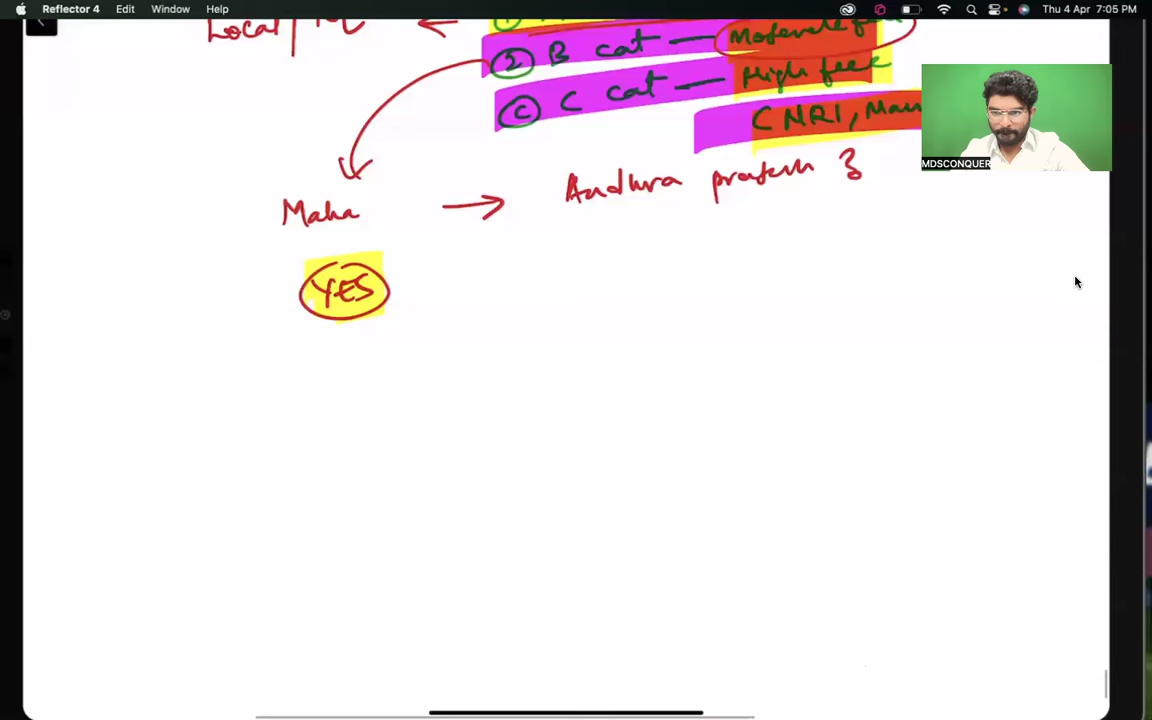 Reflector 4 Edit Window Help Thu 4 Apr 7:05 PM
Local
② B cat — Moderate fee
Ⓒ C cat — High fee
C NRI, Man
MDSCONQUER
Maha → Andhra pradesh
YES